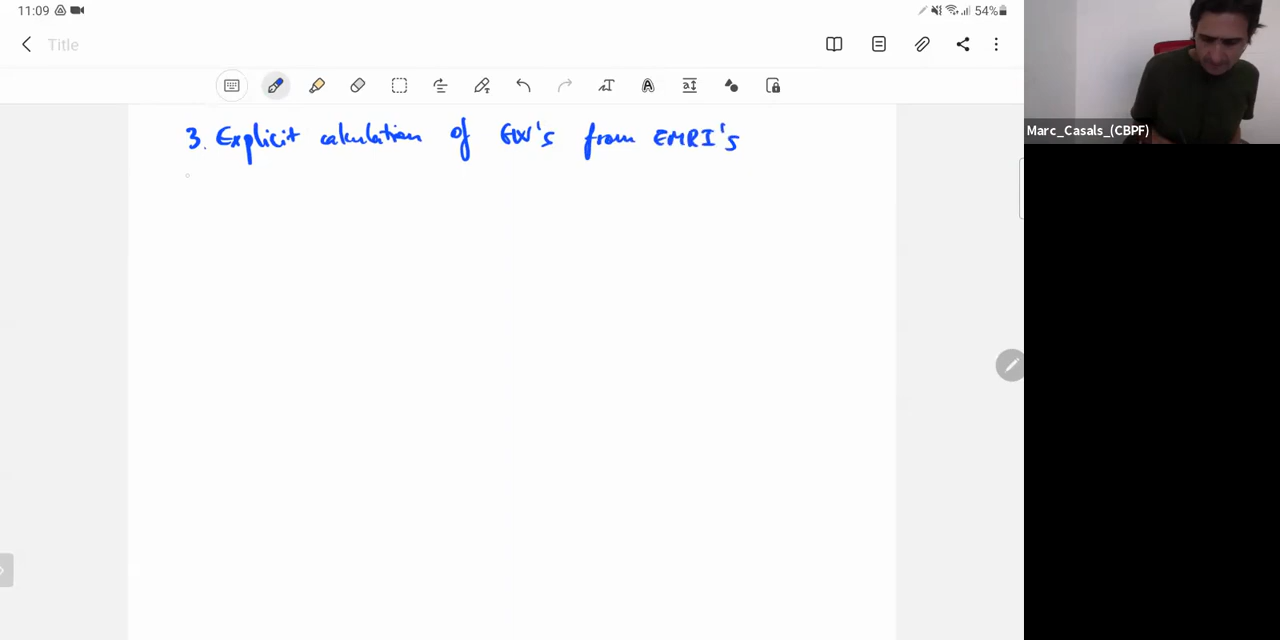 11:09
54%
Title
3. Explicit calculation of GW's from EMRI's
Marc_Casals_(CBPF)